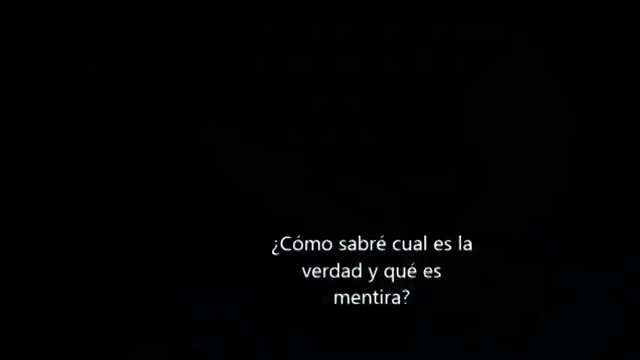 ¿Cómo sabré cual es la
verdad y qué es
mentira?